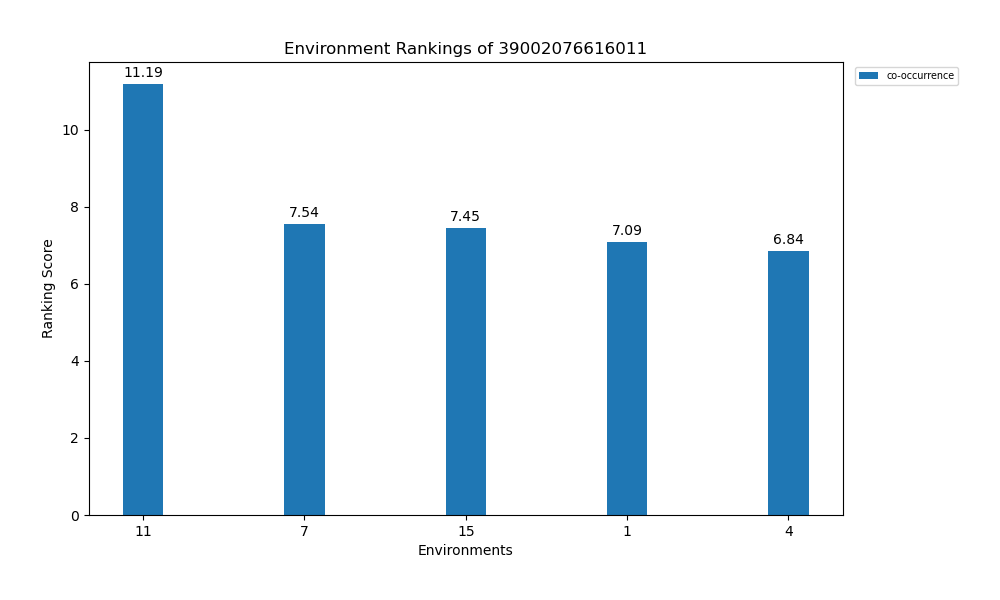 Environment Rankings of 39002076616011
co-occurrence
11.19
7.54
7.45
7.09
6.84
10
8
6
4
2
0
Ranking Score
11 7 15 1 4
Environments